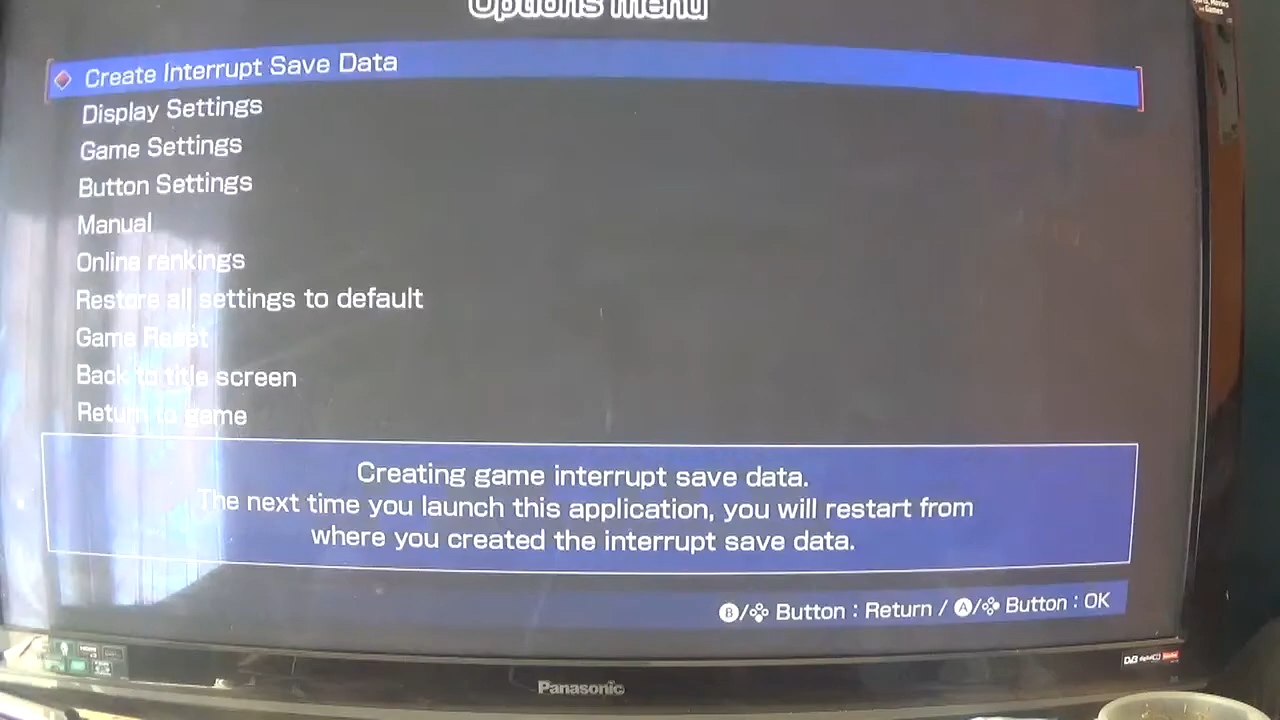 Options menu
Create Interrupt Save Data
Display Settings
Game Settings
Button Settings
Manual
Online rankings
Restore all settings to default
Game Reset
Back to title screen
Return to game
Creating game interrupt save data.
The next time you launch this application, you will restart from
where you created the interrupt save data.
B/ Button : Return / A/ Button : OK
Panasonic